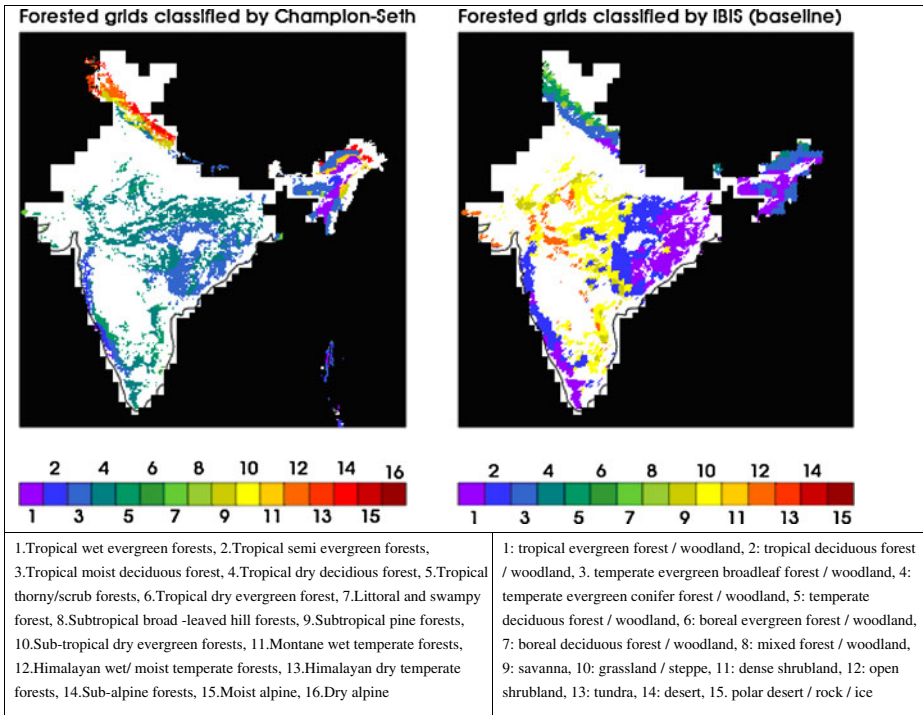 Forested grids classified by Champion-Seth
Forested grids classified by IBIS (baseline)
2 4 6 8 10 12 14 16
1 3 5 7 9 11 13 15
2 4 6 8 10 12 14
1 3 5 7 9 11 13 15
1.Tropical wet evergreen forests, 2.Tropical semi evergreen forests,
3.Tropical moist deciduous forest, 4.Tropical dry decidious forest, 5.Tropical
thorny/scrub forests, 6.Tropical dry evergreen forest, 7.Littoral and swampy
forest, 8.Subtropical broad -leaved hill forests, 9.Subtropical pine forests,
10.Sub-tropical dry evergreen forests, 11.Montane wet temperate forests,
12.Himalayan wet/ moist temperate forests, 13.Himalayan dry temperate
forests, 14.Sub-alpine forests, 15.Moist alpine, 16.Dry alpine
1: tropical evergreen forest / woodland, 2: tropical deciduous forest
/ woodland, 3. temperate evergreen broadleaf forest / woodland, 4:
temperate evergreen conifer forest / woodland, 5: temperate
deciduous forest / woodland, 6: boreal evergreen forest / woodland,
7: boreal deciduous forest / woodland, 8: mixed forest / woodland,
9: savanna, 10: grassland / steppe, 11: dense shrubland, 12: open
shrubland, 13: tundra, 14: desert, 15. polar desert / rock / ice